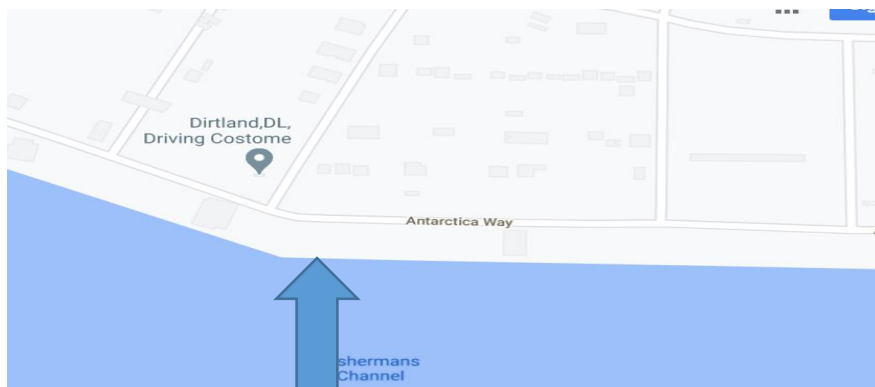 Dirtland,DL,
Driving Costome
Antarctica Way
shermans
Channel